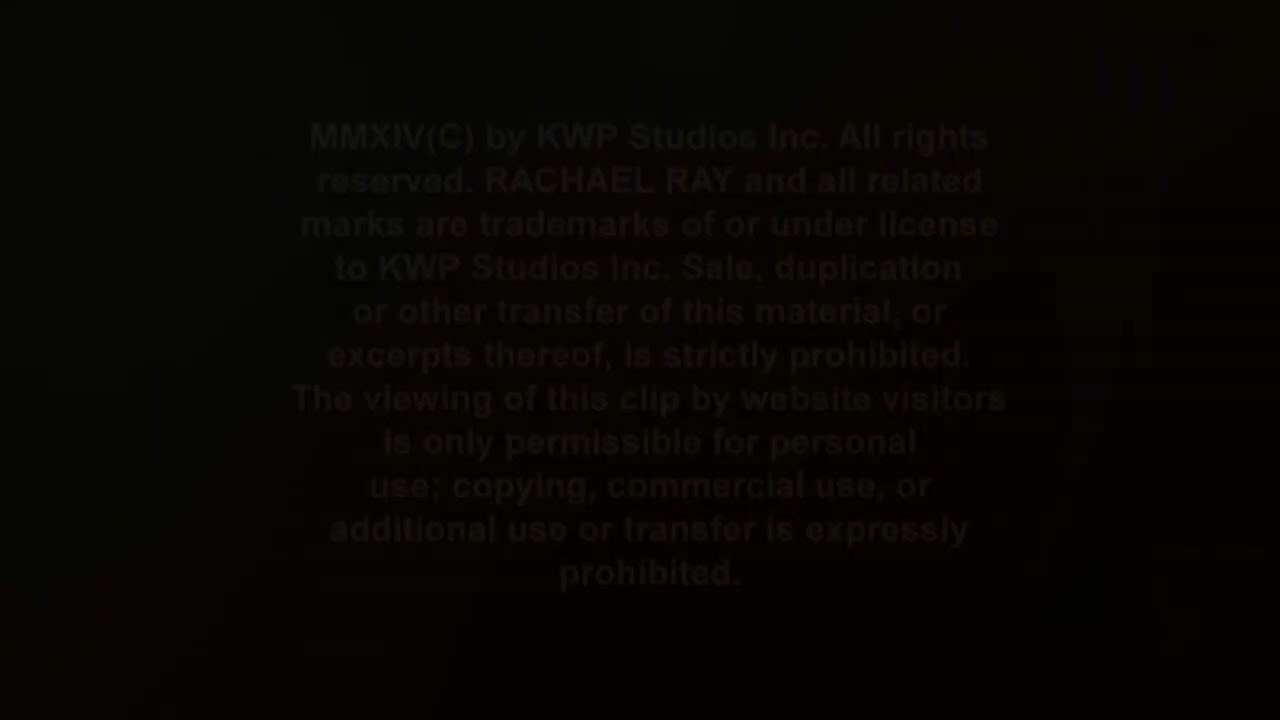 MMXIV(C) by KWP Studios Inc. All rights
reserved. RACHAEL RAY and all related
marks are trademarks of or under license
to KWP Studios Inc. Sale, duplication
or other transfer of this material, or
excerpts thereof, is strictly prohibited.
The viewing of this clip by website visitors
is only permissible for personal
use; copying, commercial use, or
additional use or transfer is expressly
prohibited.